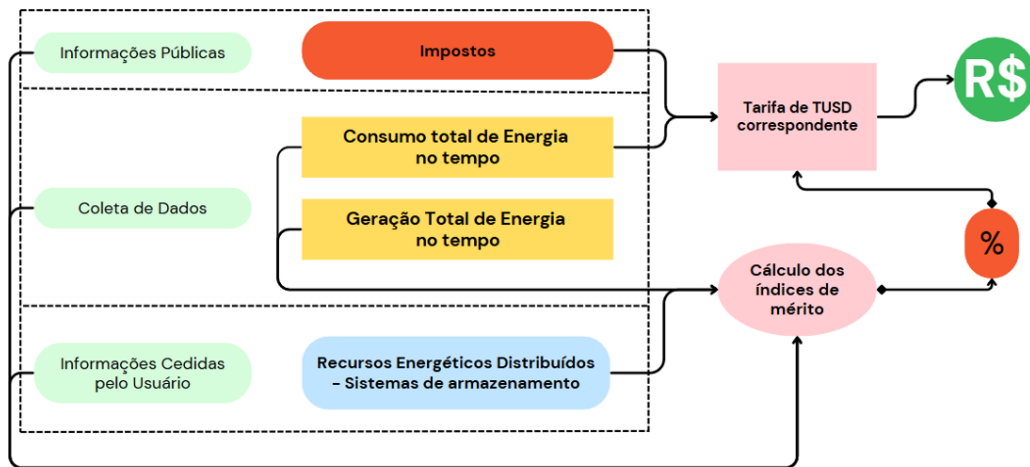 Informações Públicas
Impostos
Tarifa de TUSD
correspondente
R$
Consumo total de Energia
no tempo
Coleta de Dados
Geração Total de Energia
no tempo
%
Cálculo dos
índices de
mérito
Informações Cedidas
pelo Usuário
Recursos Energéticos Distribuídos
- Sistemas de armazenamento